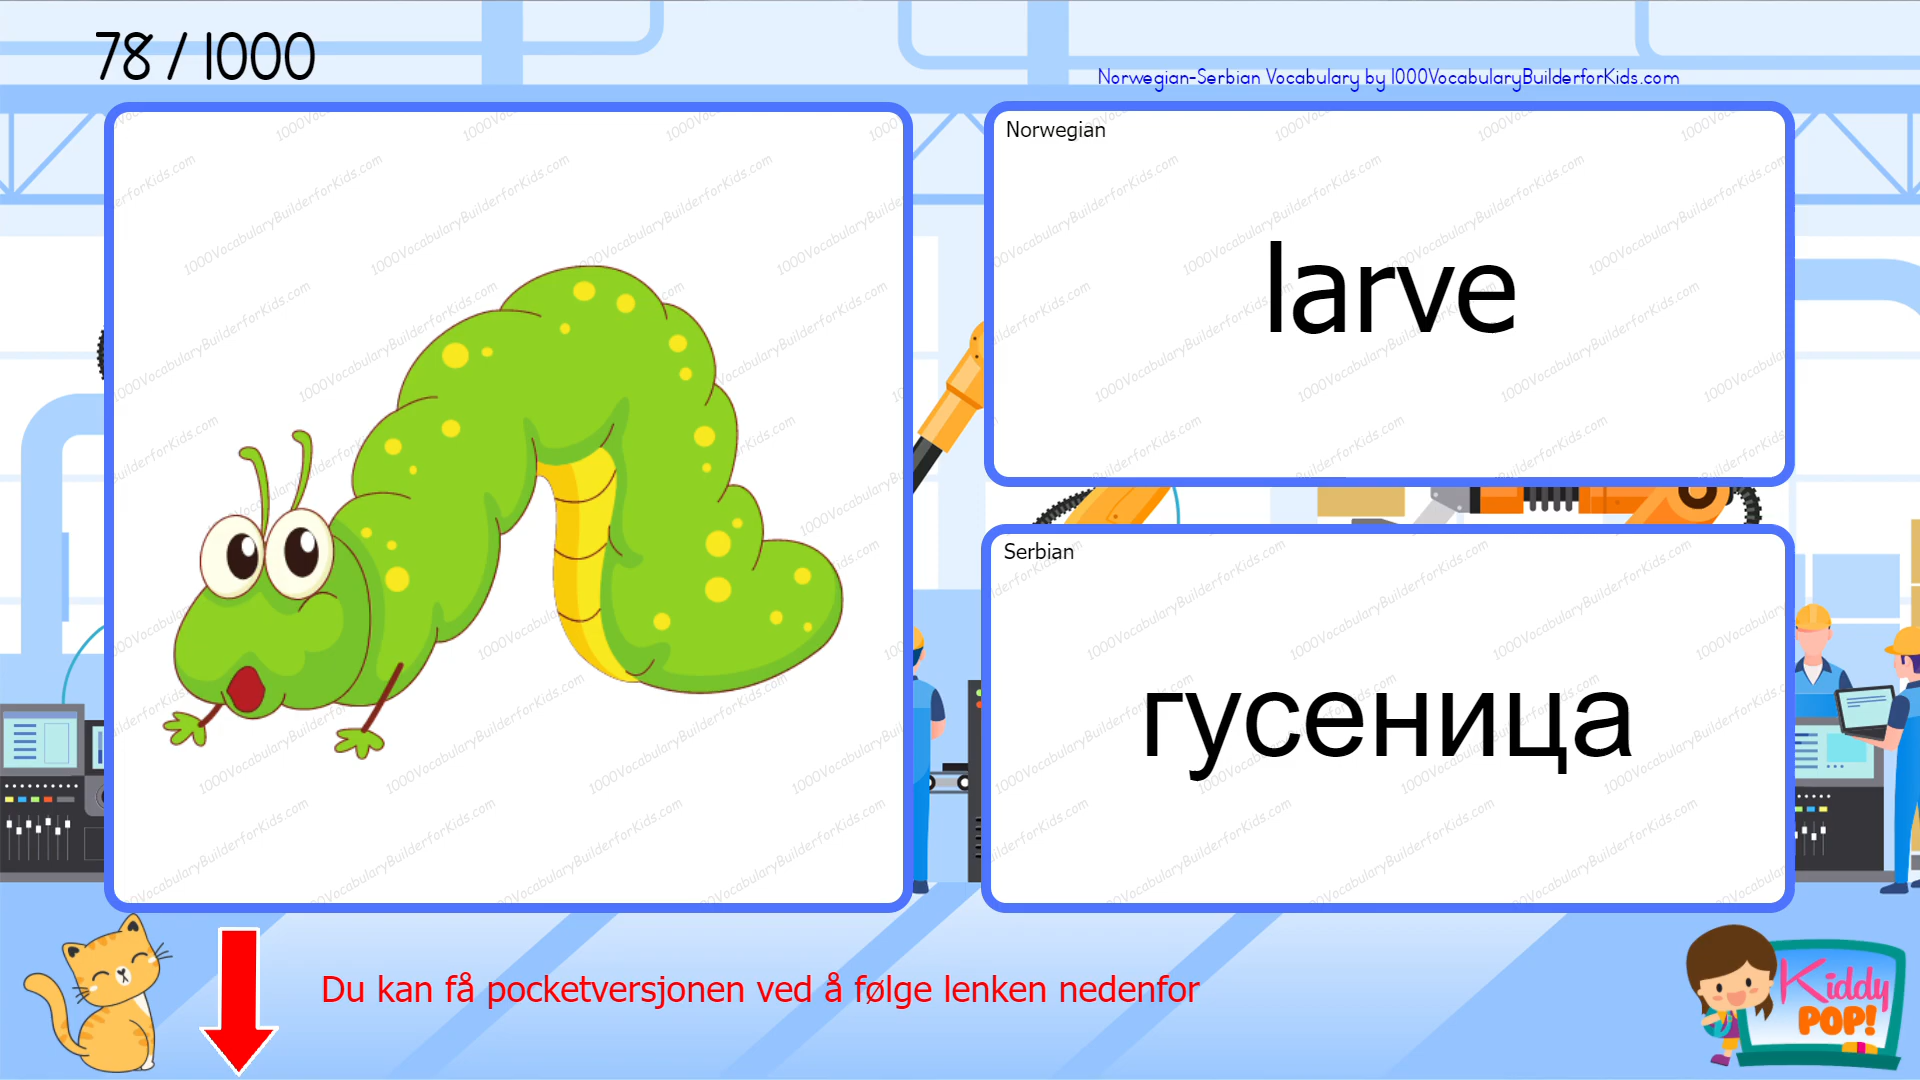 78 / 1000
Norwegian-Serbian Vocabulary by 1000VocabularyBuilderforKids.com
Norwegian
larve
Serbian
гусеница
Du kan få pocketversjonen ved å følge lenken nedenfor
Kiddy
POP!